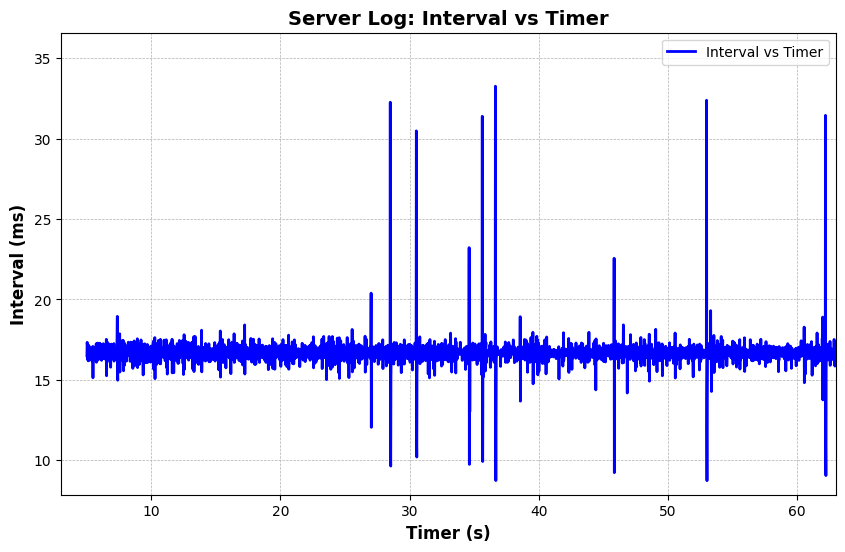 Server Log: Interval vs Timer
Interval vs Timer
Interval (ms)
35
30
25
20
15
10
10 20 30 40 50 60
Timer (s)